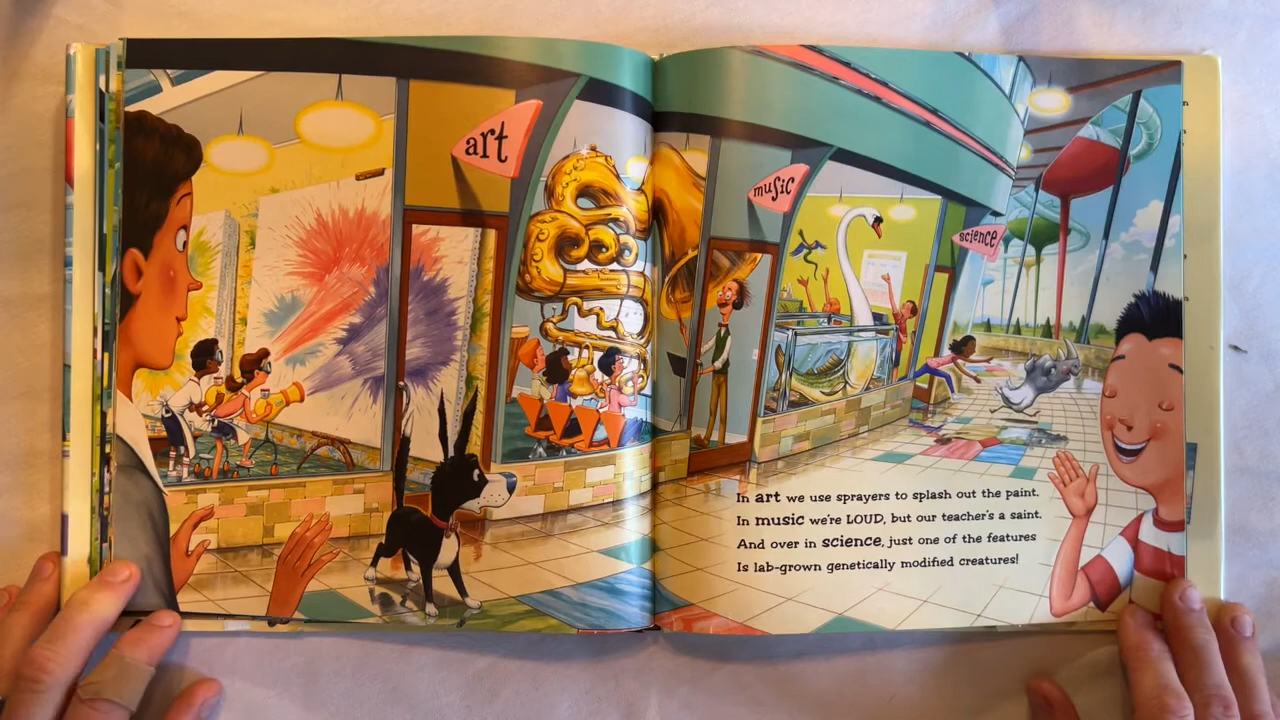 art
music
science
In art we use sprayers to splash out the paint.
In music we're LOUD, but our teacher's a saint.
And over in science, just one of the features
Is lab-grown genetically modified creatures!